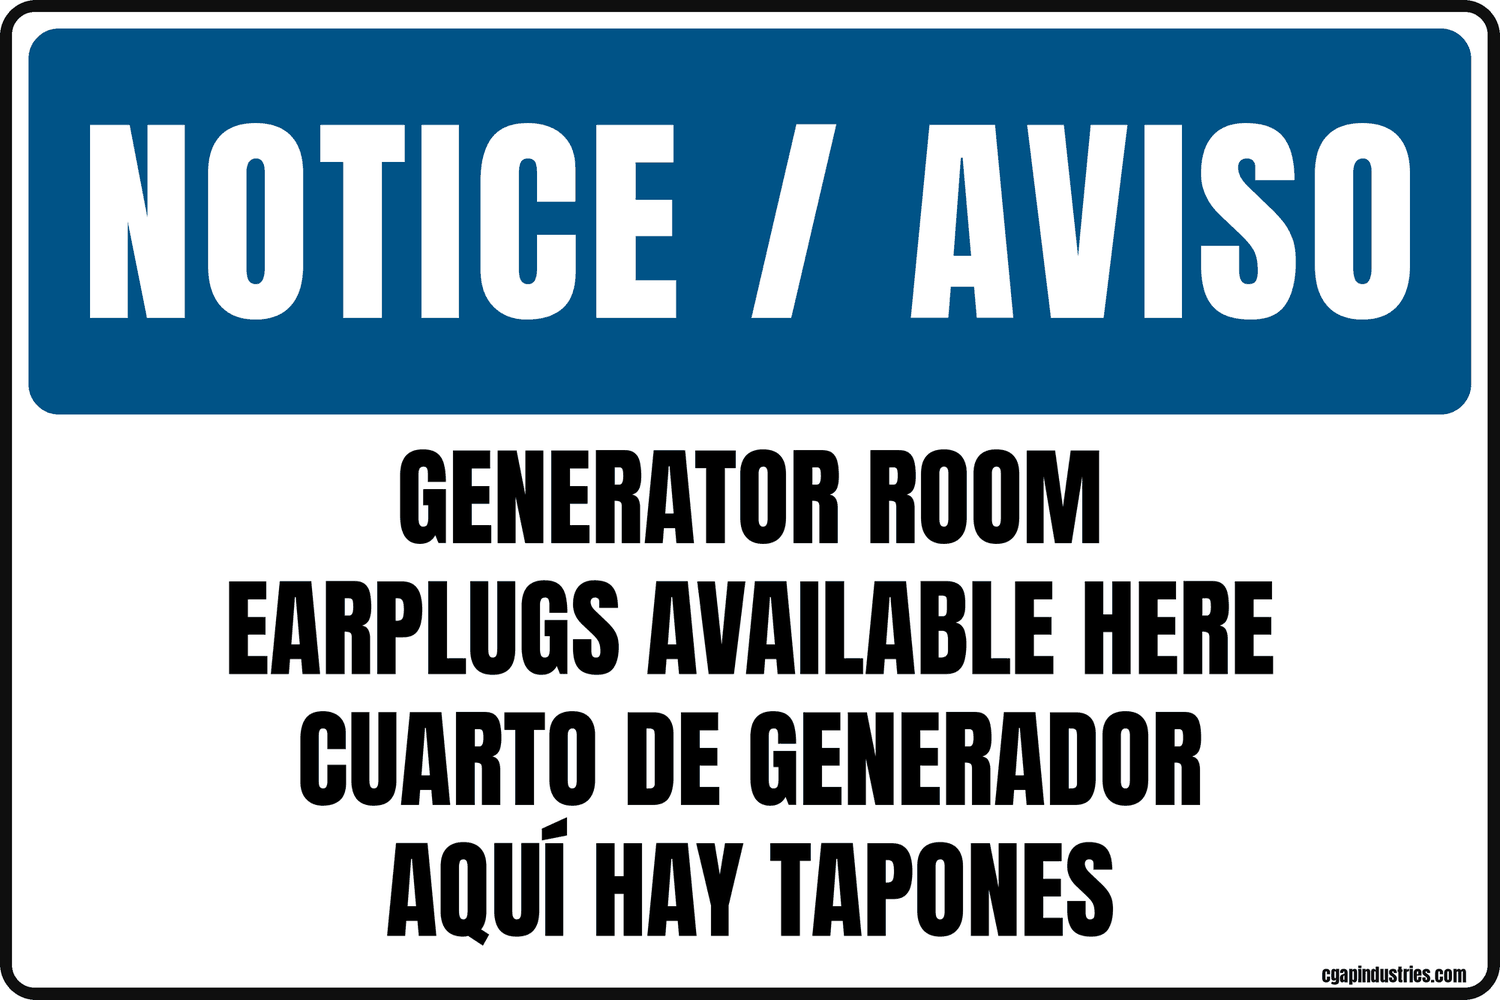 NOTICE / AVISO
GENERATOR ROOM
EARPLUGS AVAILABLE HERE
CUARTO DE GENERADOR
AQUÍ HAY TAPONES
cgapindustries.com